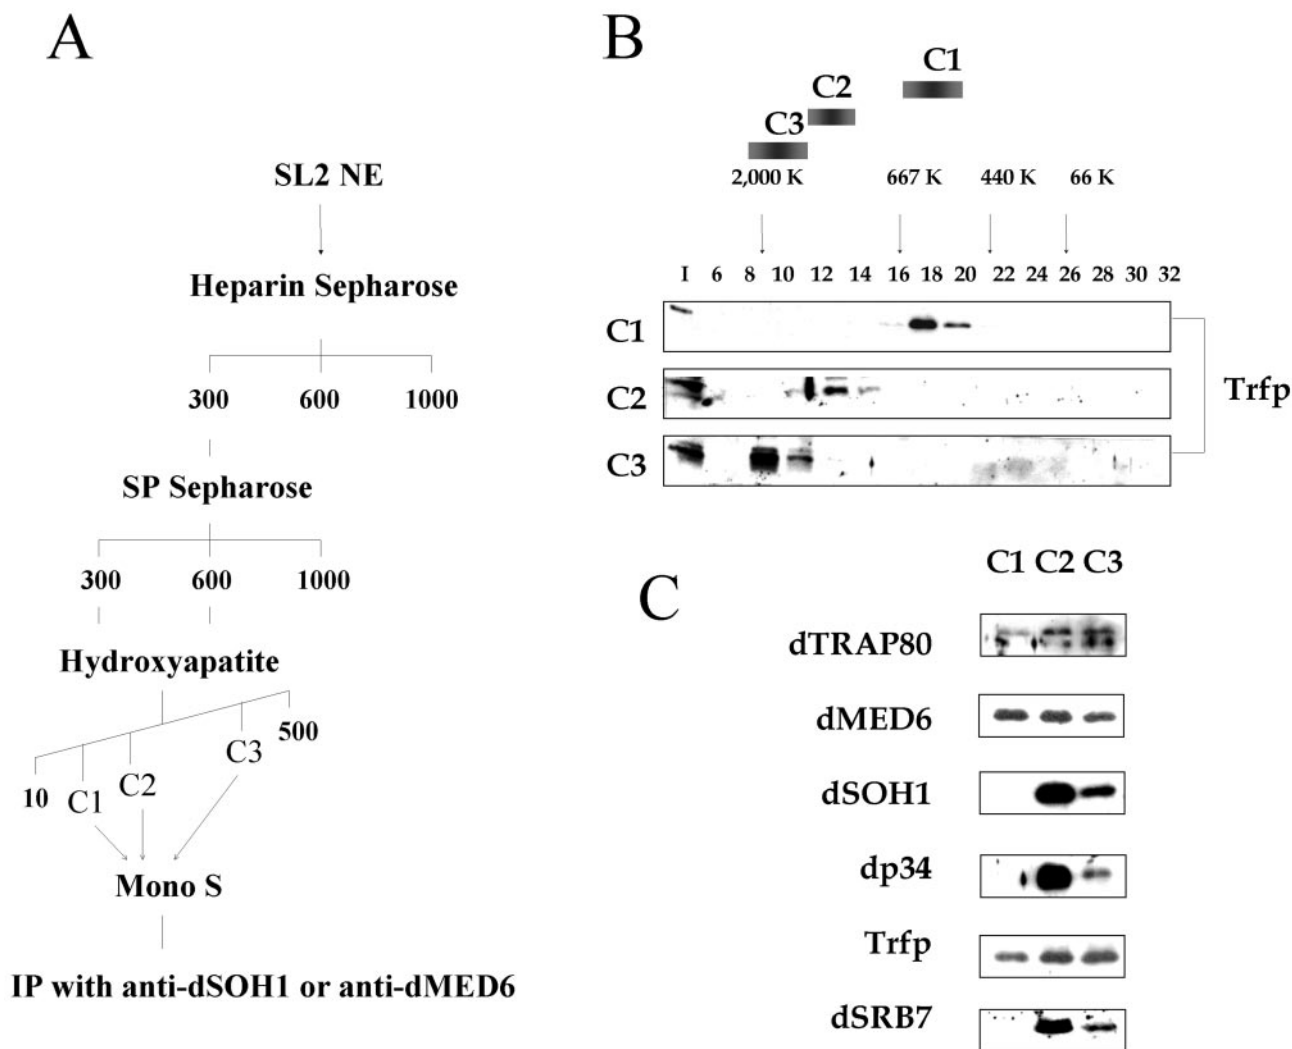 A
SL2 NE
Heparin Sepharose
300 600 1000
SP Sepharose
300 600 1000
Hydroxyapatite
10 C1 C2 C3 500
Mono S
IP with anti-dSOH1 or anti-dMED6
B
C1
C2
C3
2,000 K 667 K 440 K 66 K
I 6 8 10 12 14 16 18 20 22 24 26 28 30 32
C1
C2
C3
Trfp
C
C1 C2 C3
dTRAP80
dMED6
dSOH1
dp34
Trfp
dSRB7